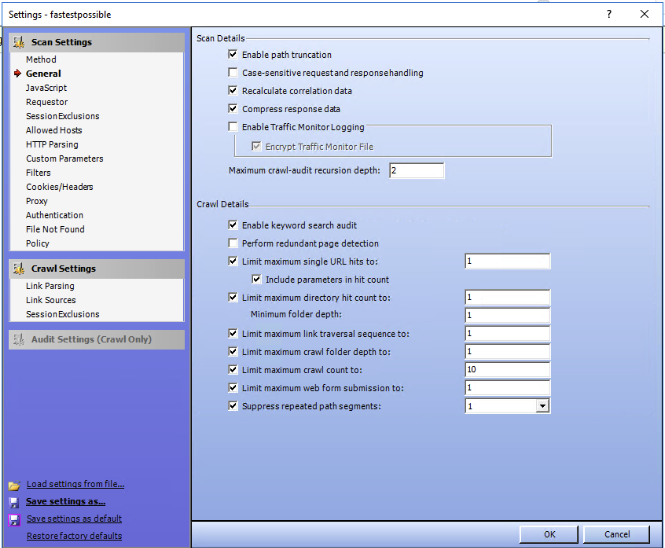 Settings - fastestpossible
Scan Settings
Method
General
JavaScript
Requestor
SessionExclusions
Allowed Hosts
HTTP Parsing
Custom Parameters
Filters
Cookies/Headers
Proxy
Authentication
File Not Found
Policy
Crawl Settings
Link Parsing
Link Sources
SessionExclusions
Audit Settings (Crawl Only)
Load settings from file...
Save settings as...
Save settings as default
Restore factory defaults
Scan Details
Enable path truncation
Case-sensitive request and response handling
Recalculate correlation data
Compress response data
Enable Traffic Monitor Logging
Encrypt Traffic Monitor File
Maximum crawl-audit recursion depth: 2
Crawl Details
Enable keyword search audit
Perform redundant page detection
Limit maximum single URL hits to: 1
Include parameters in hit count
Limit maximum directory hit count to: 1
Minimum folder depth: 1
Limit maximum link traversal sequence to: 1
Limit maximum crawl folder depth to: 1
Limit maximum crawl count to: 10
Limit maximum web form submission to: 1
Suppress repeated path segments: 1
OK Cancel